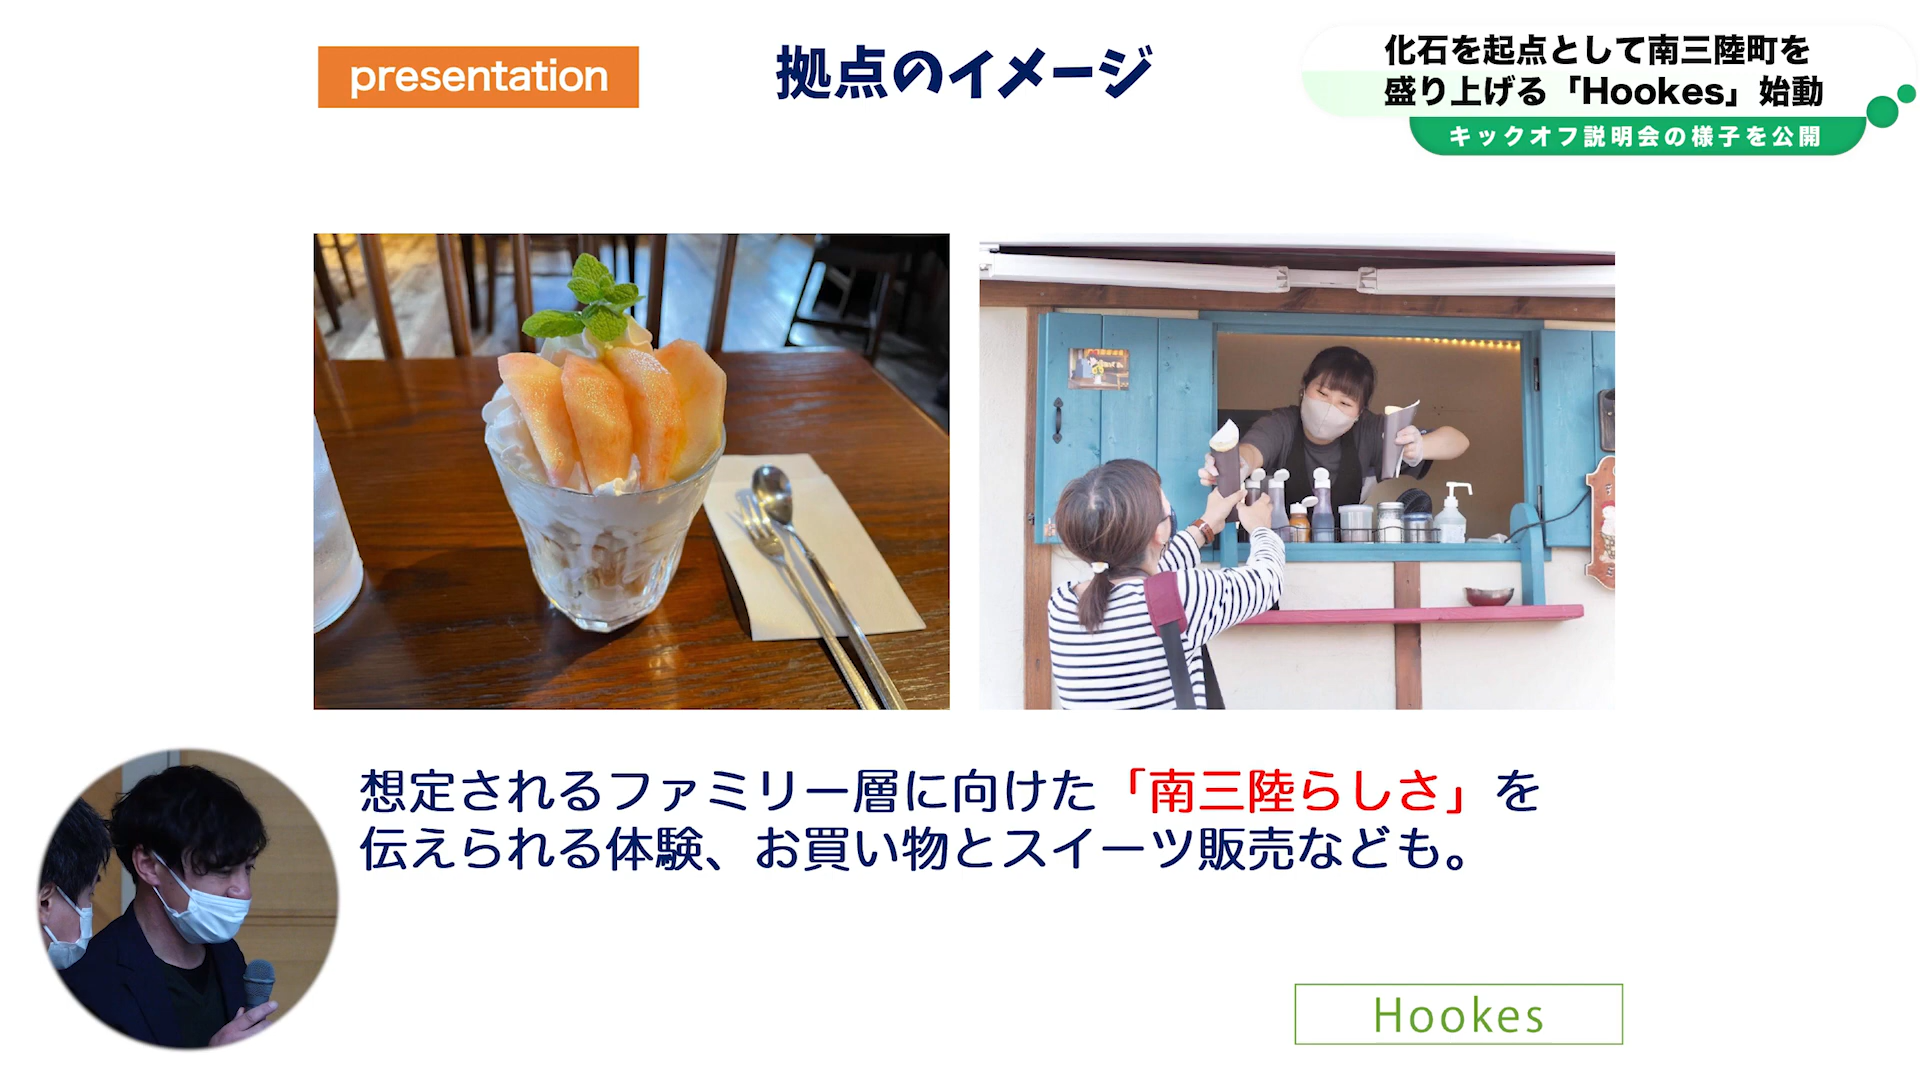 presentation
拠点のイメージ
化石を起点として南三陸町を
盛り上げる「Hookes」始動
キックオフ説明会の様子を公開
想定されるファミリー層に向けた「南三陸らしさ」を
伝えられる体験、お買い物とスイーツ販売なども。
Hookes